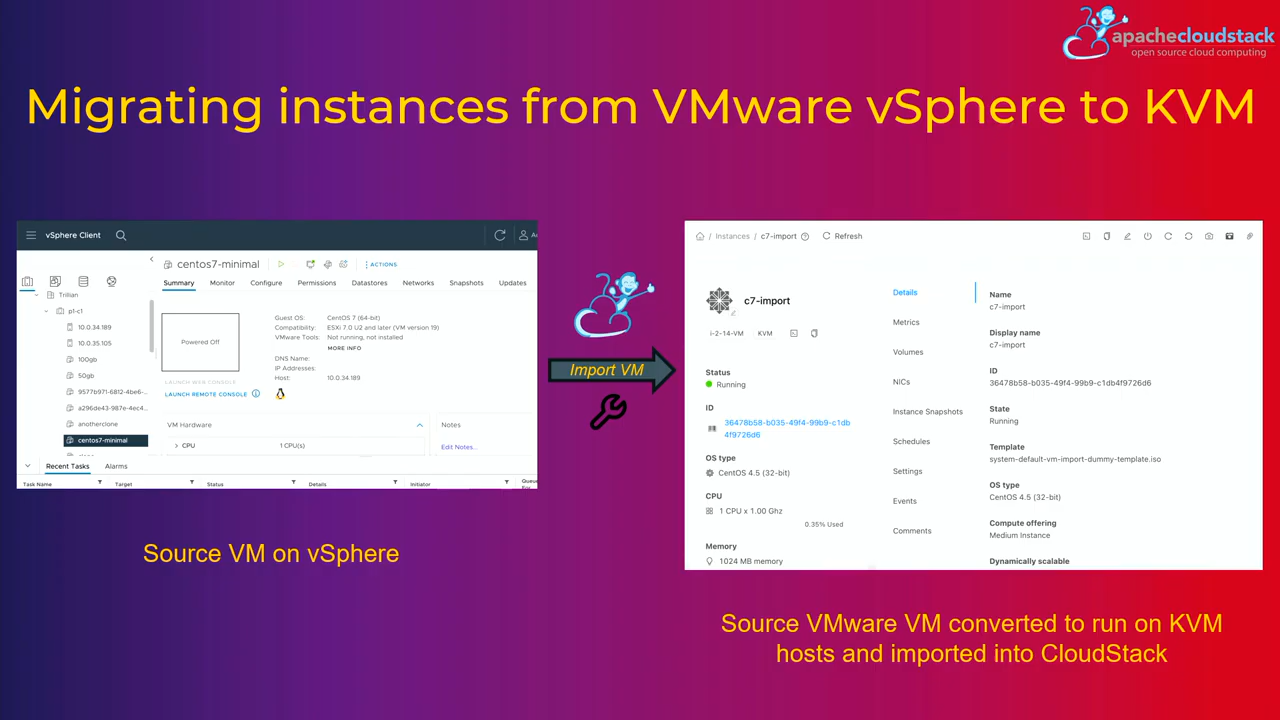 apachecloudstack
open source cloud computing
Migrating instances from VMware vSphere to KVM
vSphere Client
centos7-minimal
ACTIONS
Summary Monitor Configure Permissions Datastores Networks Snapshots Updates
Trillian
p1-c1
10.0.34.189
10.0.35.105
100gb
50gb
9577b971-6812-4be6-...
a296de43-987e-4ec4...
anotherclone
centos7-minimal
Powered Off
LAUNCH WEB CONSOLE
LAUNCH REMOTE CONSOLE
Guest OS: CentOS 7 (64-bit)
Compatibility: ESXi 7.0 U2 and later (VM version 19)
VMware Tools: Not running, not installed
MORE INFO
DNS Name:
IP Addresses:
Host: 10.0.34.189
VM Hardware
CPU 1 CPU(s)
Notes
Edit Notes...
Recent Tasks Alarms
Task Name Target Status Details Initiator Queued For
Source VM on vSphere
Import VM
/ Instances / c7-import Refresh
c7-import
i-2-14-VM KVM
Status
Running
ID
36478b58-b035-49f4-99b9-c1db
4f9726d6
OS type
CentOS 4.5 (32-bit)
CPU
1 CPU x 1.00 Ghz
0.35% Used
Memory
1024 MB memory
Details
Metrics
Volumes
NICs
Instance Snapshots
Schedules
Settings
Events
Comments
Name
c7-import
Display name
c7-import
ID
36478b58-b035-49f4-99b9-c1db4f9726d6
State
Running
Template
system-default-vm-import-dummy-template.iso
OS type
CentOS 4.5 (32-bit)
Compute offering
Medium Instance
Dynamically scalable
Source VMware VM converted to run on KVM
hosts and imported into CloudStack